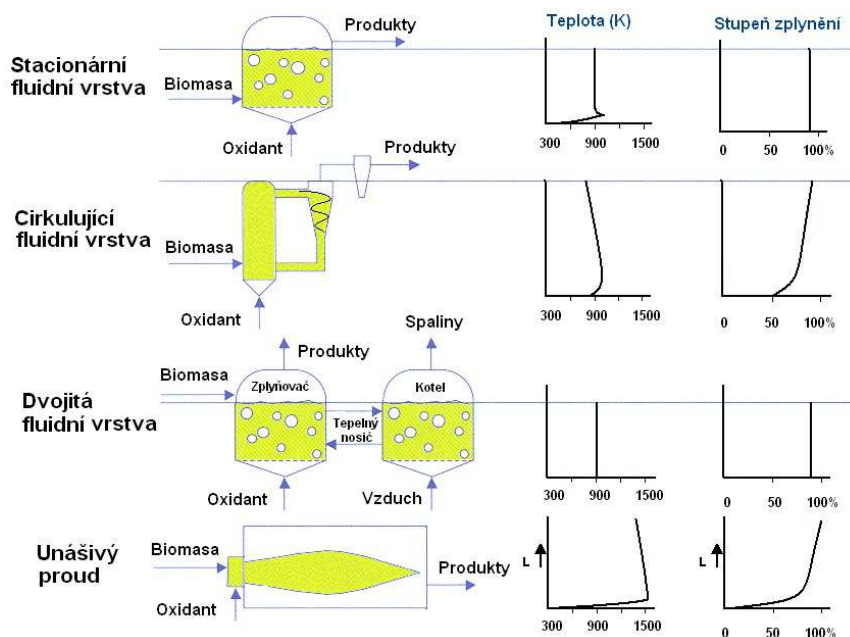 Teplota (K)
Stupeň zplynění
Stacionární
fluidní vrstva
Biomasa
Oxidant
Produkty
300 900 1500
0 50 100%
Cirkulující
fluidní vrstva
Biomasa
Oxidant
Produkty
300 900 1500
0 50 100%
Dvojitá
fluidní vrstva
Biomasa
Produkty
Zplyňovač
Oxidant
Tepelný
nosič
Spaliny
Kotel
Vzduch
300 900 1500
0 50 100%
Unášivý
proud
Biomasa
Oxidant
Produkty
L
300 900 1500
L
0 50 100%